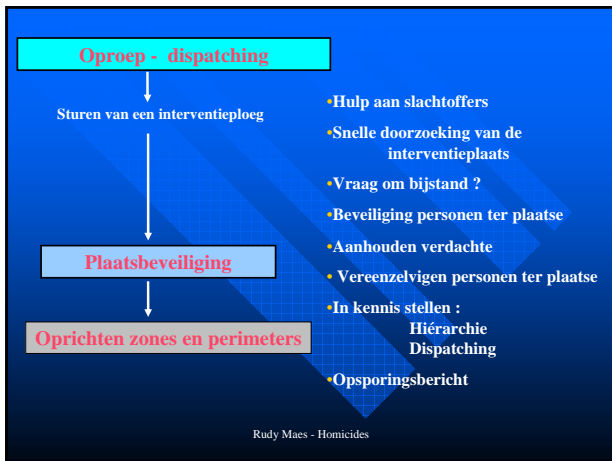 Oproep - dispatching
Sturen van een interventieploeg
Plaatsbeveiliging
Oprichten zones en perimeters
•Hulp aan slachtoffers
•Snelle doorzoeking van de
interventieplaats
•Vraag om bijstand ?
•Beveiliging personen ter plaatse
•Aanhouden verdachte
• Vereenzelvigen personen ter plaatse
•In kennis stellen :
Hiérarchie
Dispatching
•Opsporingsbericht
Rudy Maes - Homicides